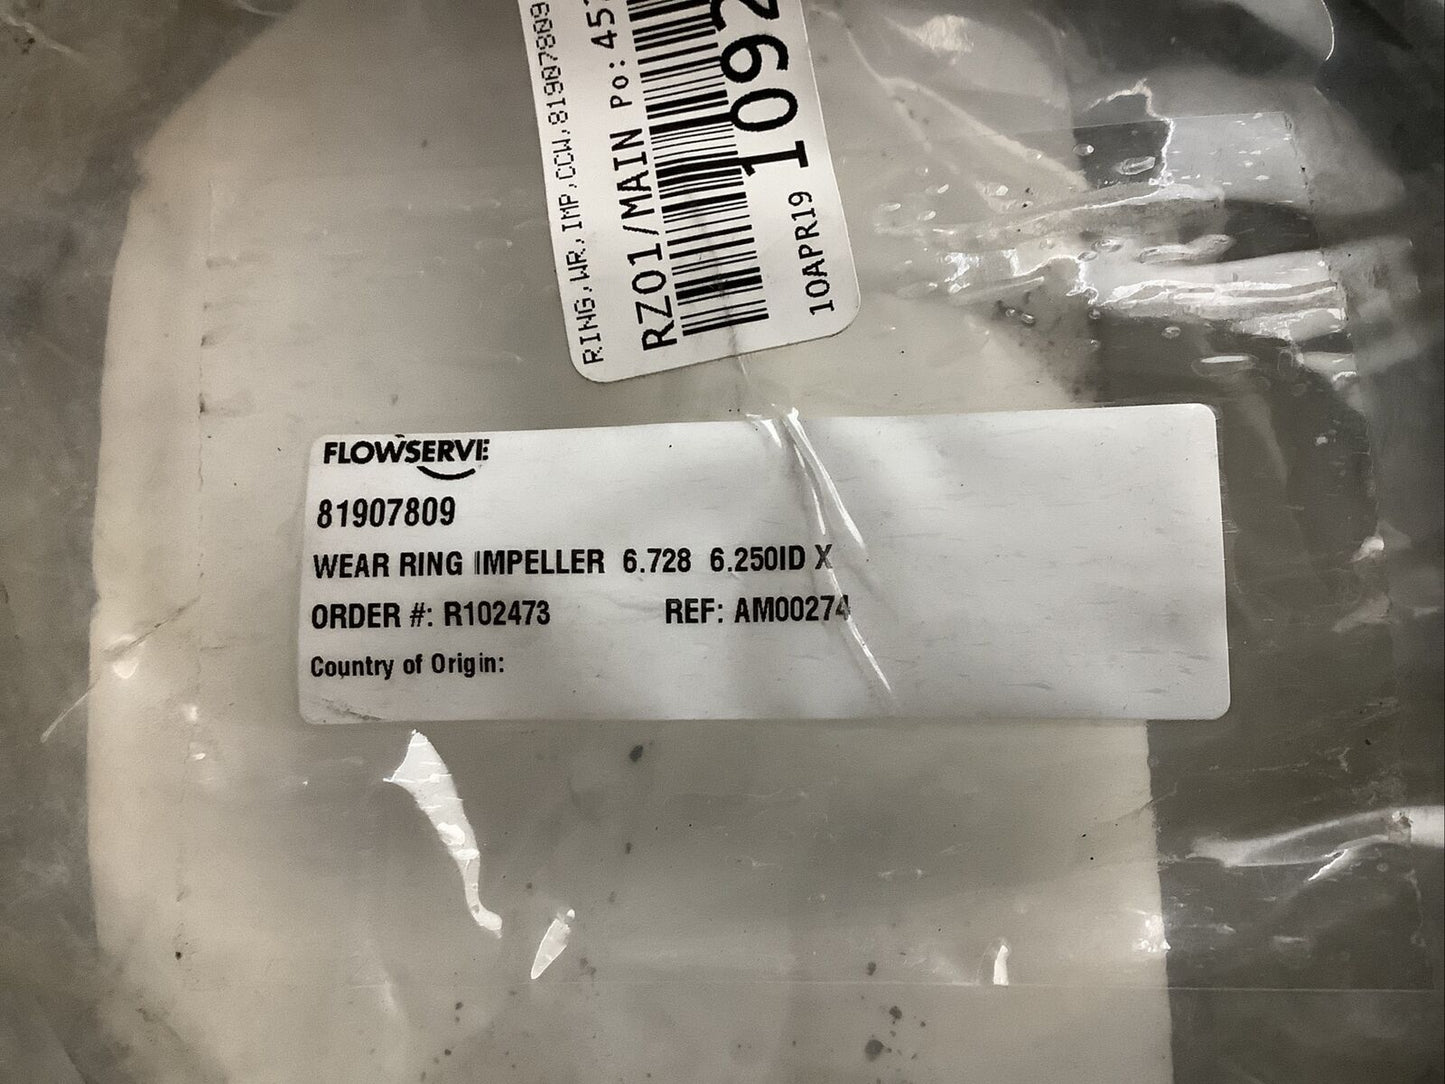 RING,WR,IMP,CCW,81907809
RZ01/MAIN Po: 45
1092
10APR19
FLOWSERVE
81907809
WEAR RING IMPELLER 6.728 6.250ID X
ORDER #: R102473 REF: AM00274
Country of Origin: